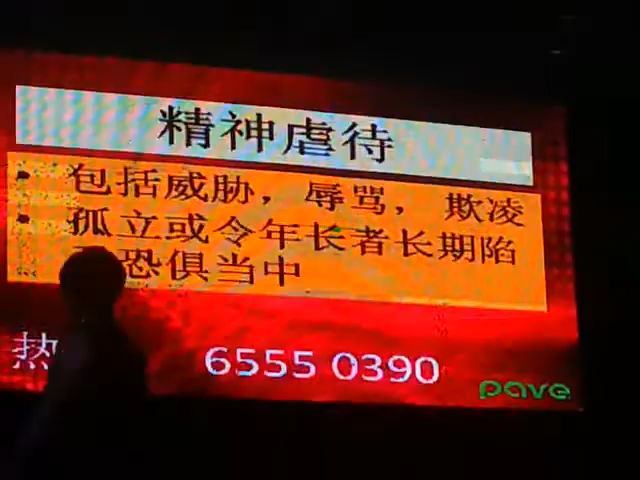 精神虐待
• 包括威胁，辱骂，欺凌
• 孤立或令年长者长期陷
恐惧当中
热
6555 0390
pave